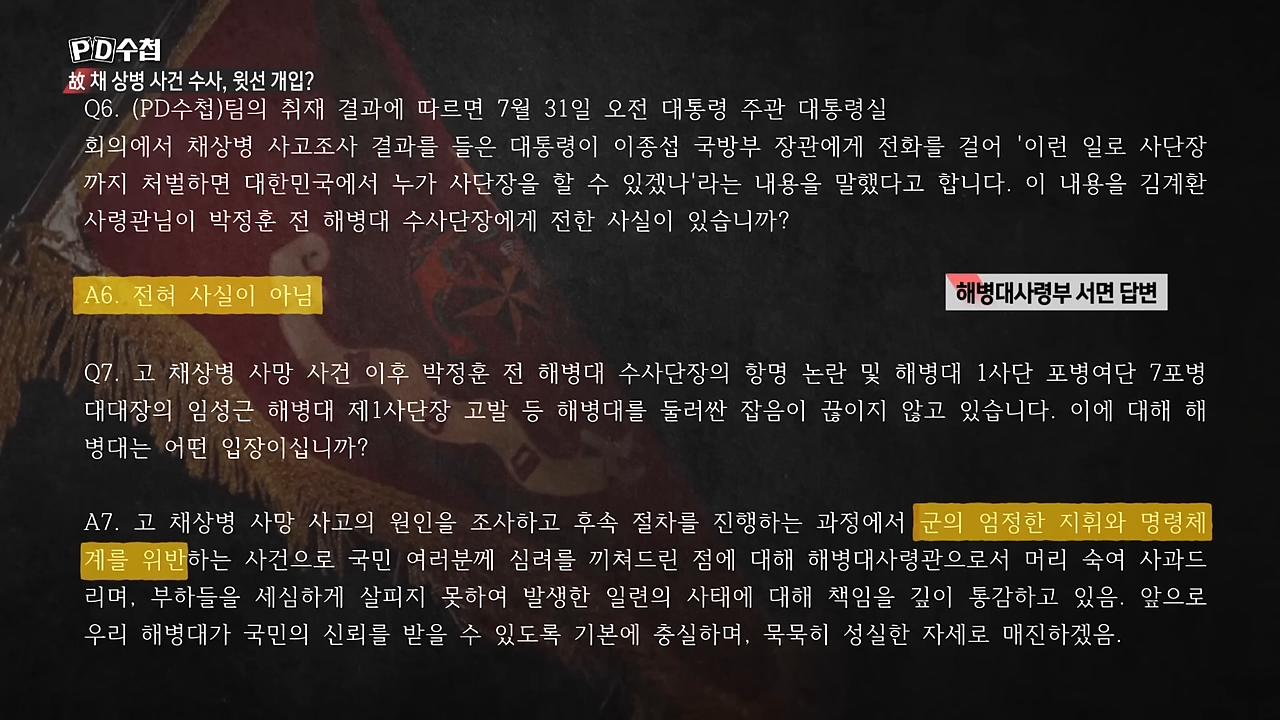 PD수첩
故 채 상병 사건 수사, 윗선 개입?
Q6. (PD수첩)팀의 취재 결과에 따르면 7월 31일 오전 대통령 주관 대통령실
회의에서 채상병 사고조사 결과를 들은 대통령이 이종섭 국방부 장관에게 전화를 걸어 '이런 일로 사단장
까지 처벌하면 대한민국에서 누가 사단장을 할 수 있겠나'라는 내용을 말했다고 합니다. 이 내용을 김계환
사령관님이 박정훈 전 해병대 수사단장에게 전한 사실이 있습니까?
A6. 전혀 사실이 아님
해병대사령부 서면 답변
Q7. 고 채상병 사망 사건 이후 박정훈 전 해병대 수사단장의 항명 논란 및 해병대 1사단 포병여단 7포병
대대장의 임성근 해병대 제1사단장 고발 등 해병대를 둘러싼 잡음이 끊이지 않고 있습니다. 이에 대해 해
병대는 어떤 입장이십니까?
A7. 고 채상병 사망 사고의 원인을 조사하고 후속 절차를 진행하는 과정에서 군의 엄정한 지휘와 명령체
계를 위반하는 사건으로 국민 여러분께 심려를 끼쳐드린 점에 대해 해병대사령관으로서 머리 숙여 사과드
리며, 부하들을 세심하게 살피지 못하여 발생한 일련의 사태에 대해 책임을 깊이 통감하고 있음. 앞으로
우리 해병대가 국민의 신뢰를 받을 수 있도록 기본에 충실하며, 묵묵히 성실한 자세로 매진하겠음.